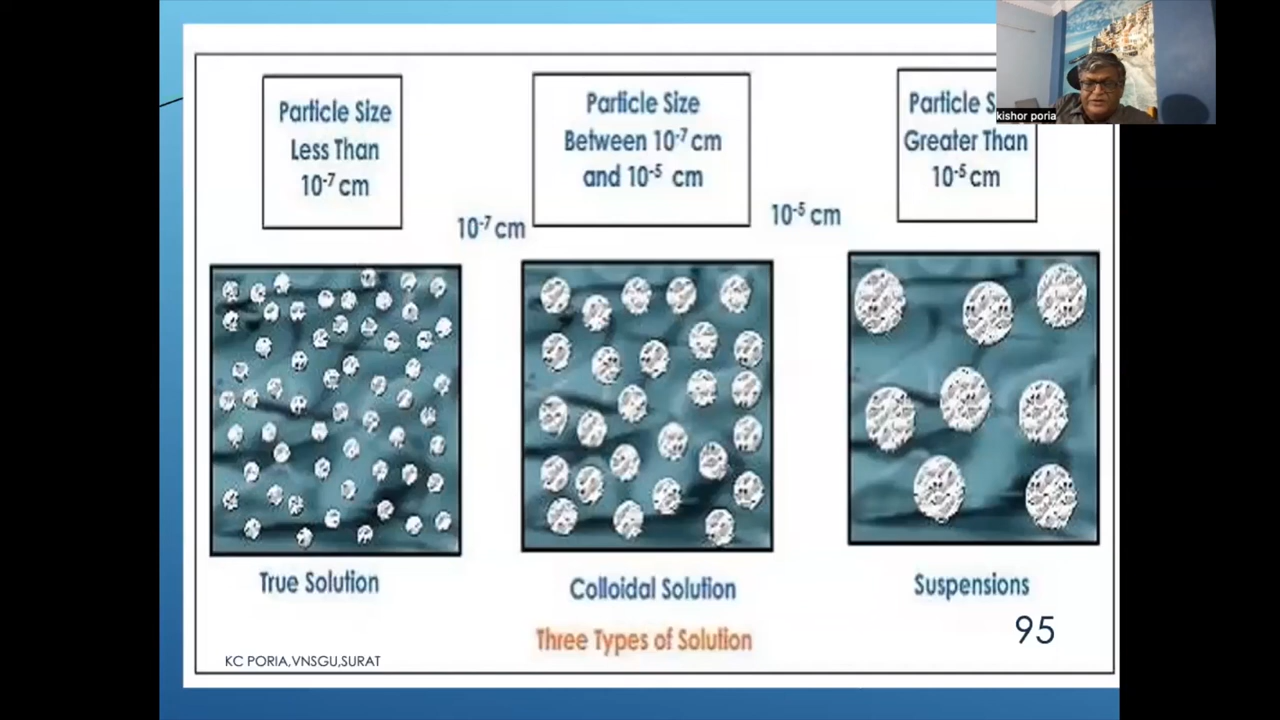 Particle Size
Less Than
10⁻⁷ cm
Particle Size
Between 10⁻⁷ cm
and 10⁻⁵ cm
Particle S
Greater Than
10⁻⁵ cm
kishor poria
10⁻⁷ cm
10⁻⁵ cm
True Solution
Colloidal Solution
Suspensions
Three Types of Solution
95
KC PORIA,VNSGU,SURAT